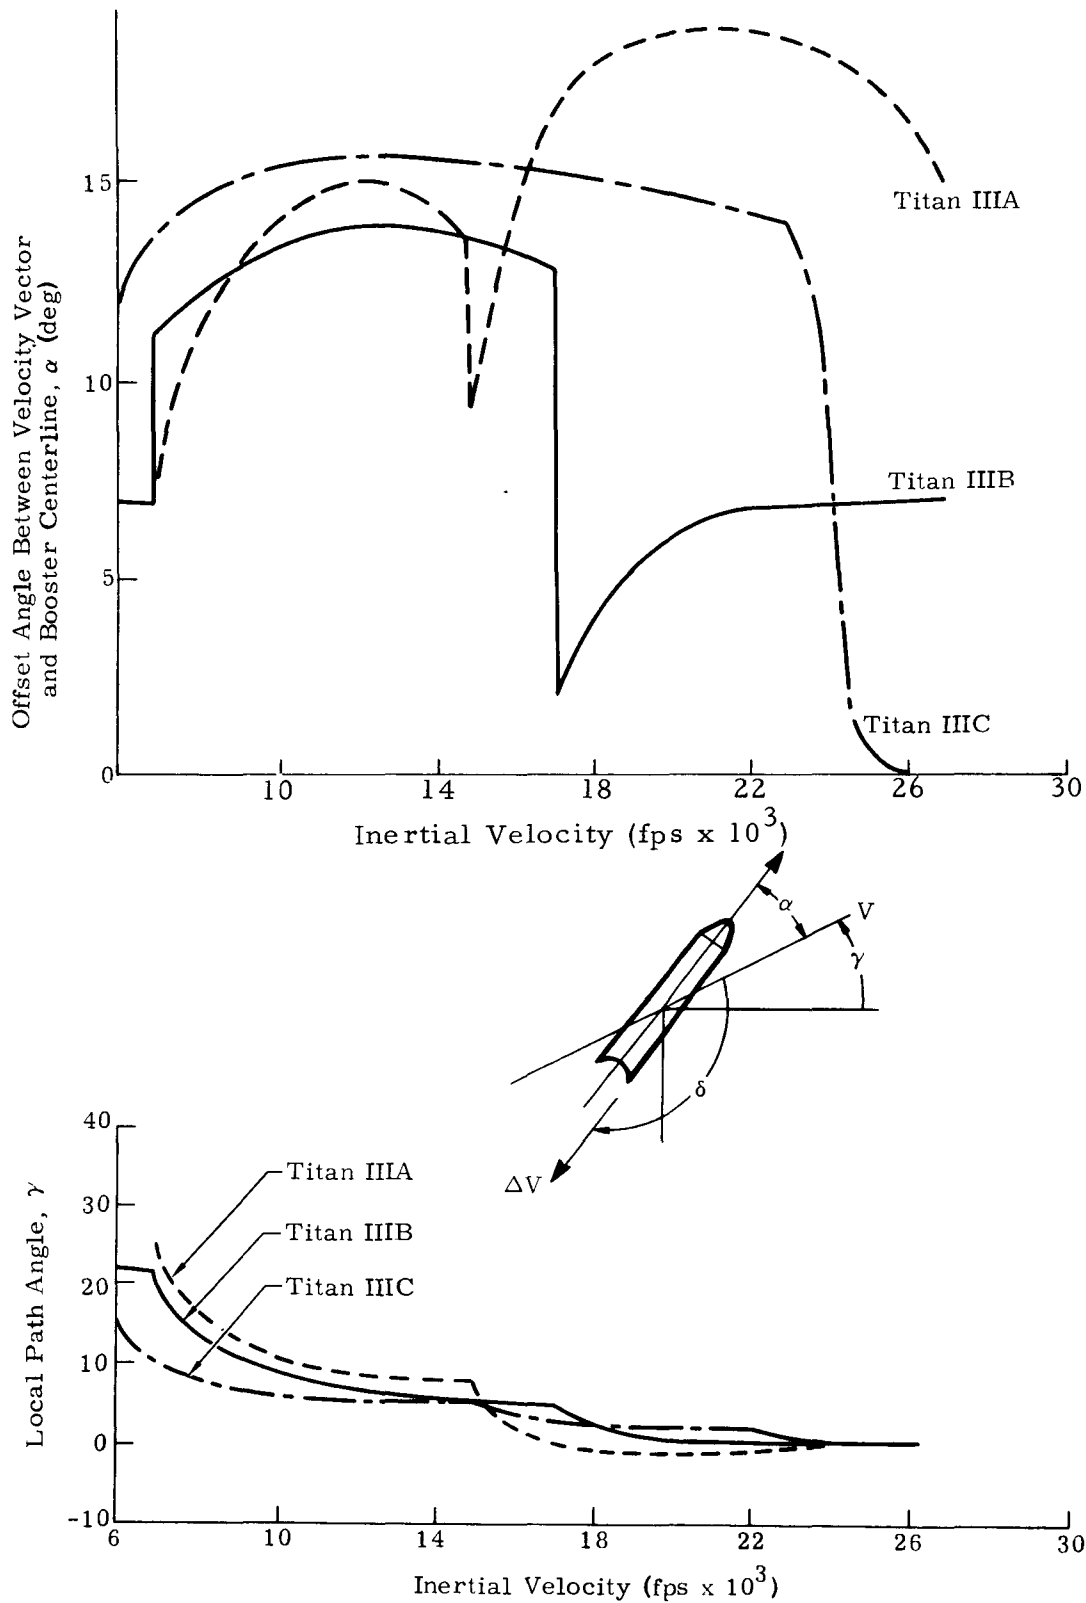 Offset Angle Between Velocity Vector
and Booster Centerline, α (deg)
15
10
5
0
Titan IIIA
Titan IIIB
Titan IIIC
10
14
18
22
26
30
Inertial Velocity (fps x 10³)
α
V
γ
δ
ΔV
Local Path Angle, γ
40
30
20
10
0
-10
Titan IIIA
Titan IIIB
Titan IIIC
6
10
14
18
22
26
30
Inertial Velocity (fps x 10³)